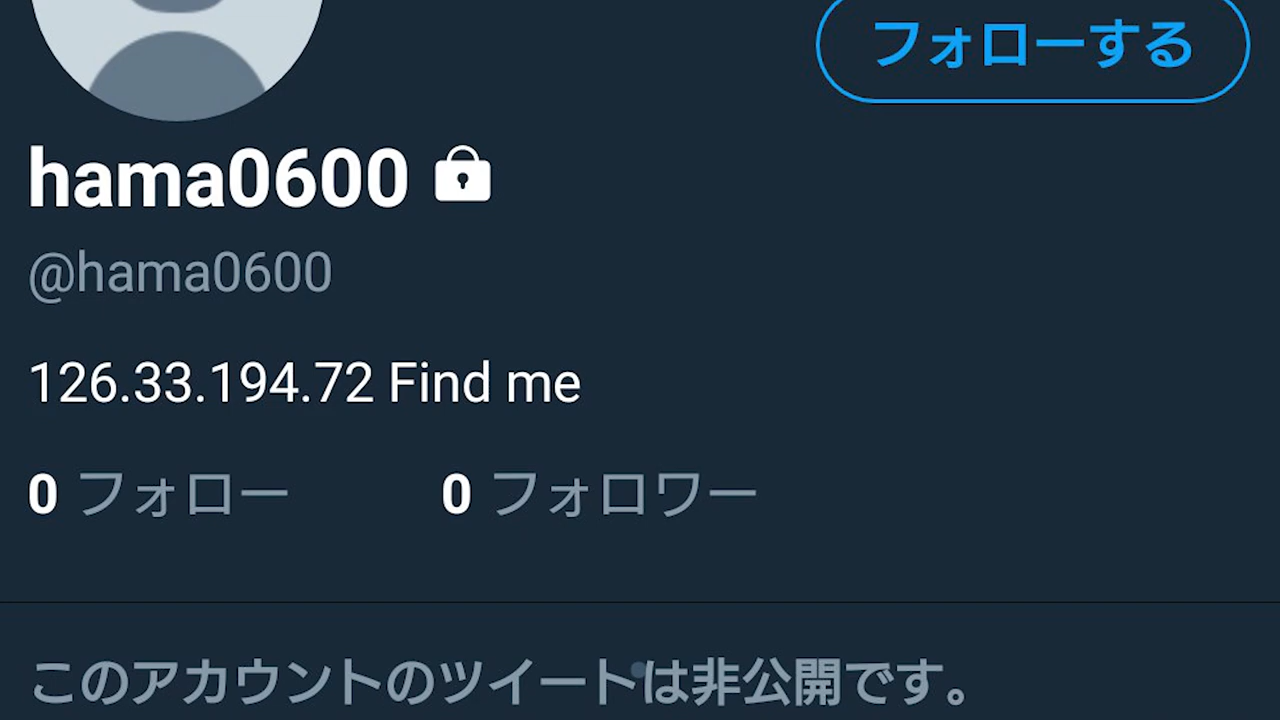 フォローする
hama0600
@hama0600
126.33.194.72 Find me
0 フォロー 0 フォロワー
このアカウントのツイートは非公開です。